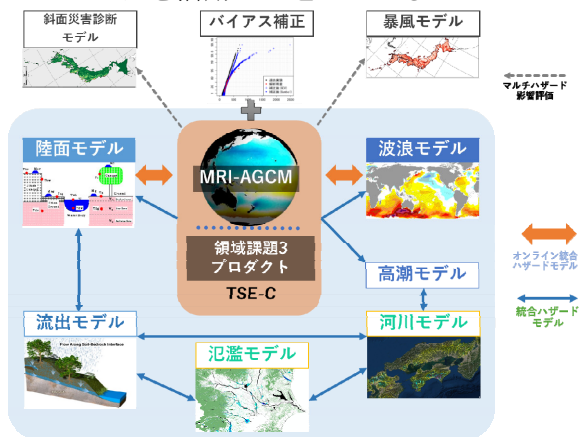 斜面災害診断
モデル
バイアス補正
暴風モデル
マルチハザード
影響評価
陸面モデル
MRI-AGCM
波浪モデル
領域課題3
プロダクト
TSE-C
高潮モデル
オンライン統合
ハザードモデル
流出モデル
河川モデル
統合ハザード
モデル
氾濫モデル
Flow Along Soil-Bedrock Interface